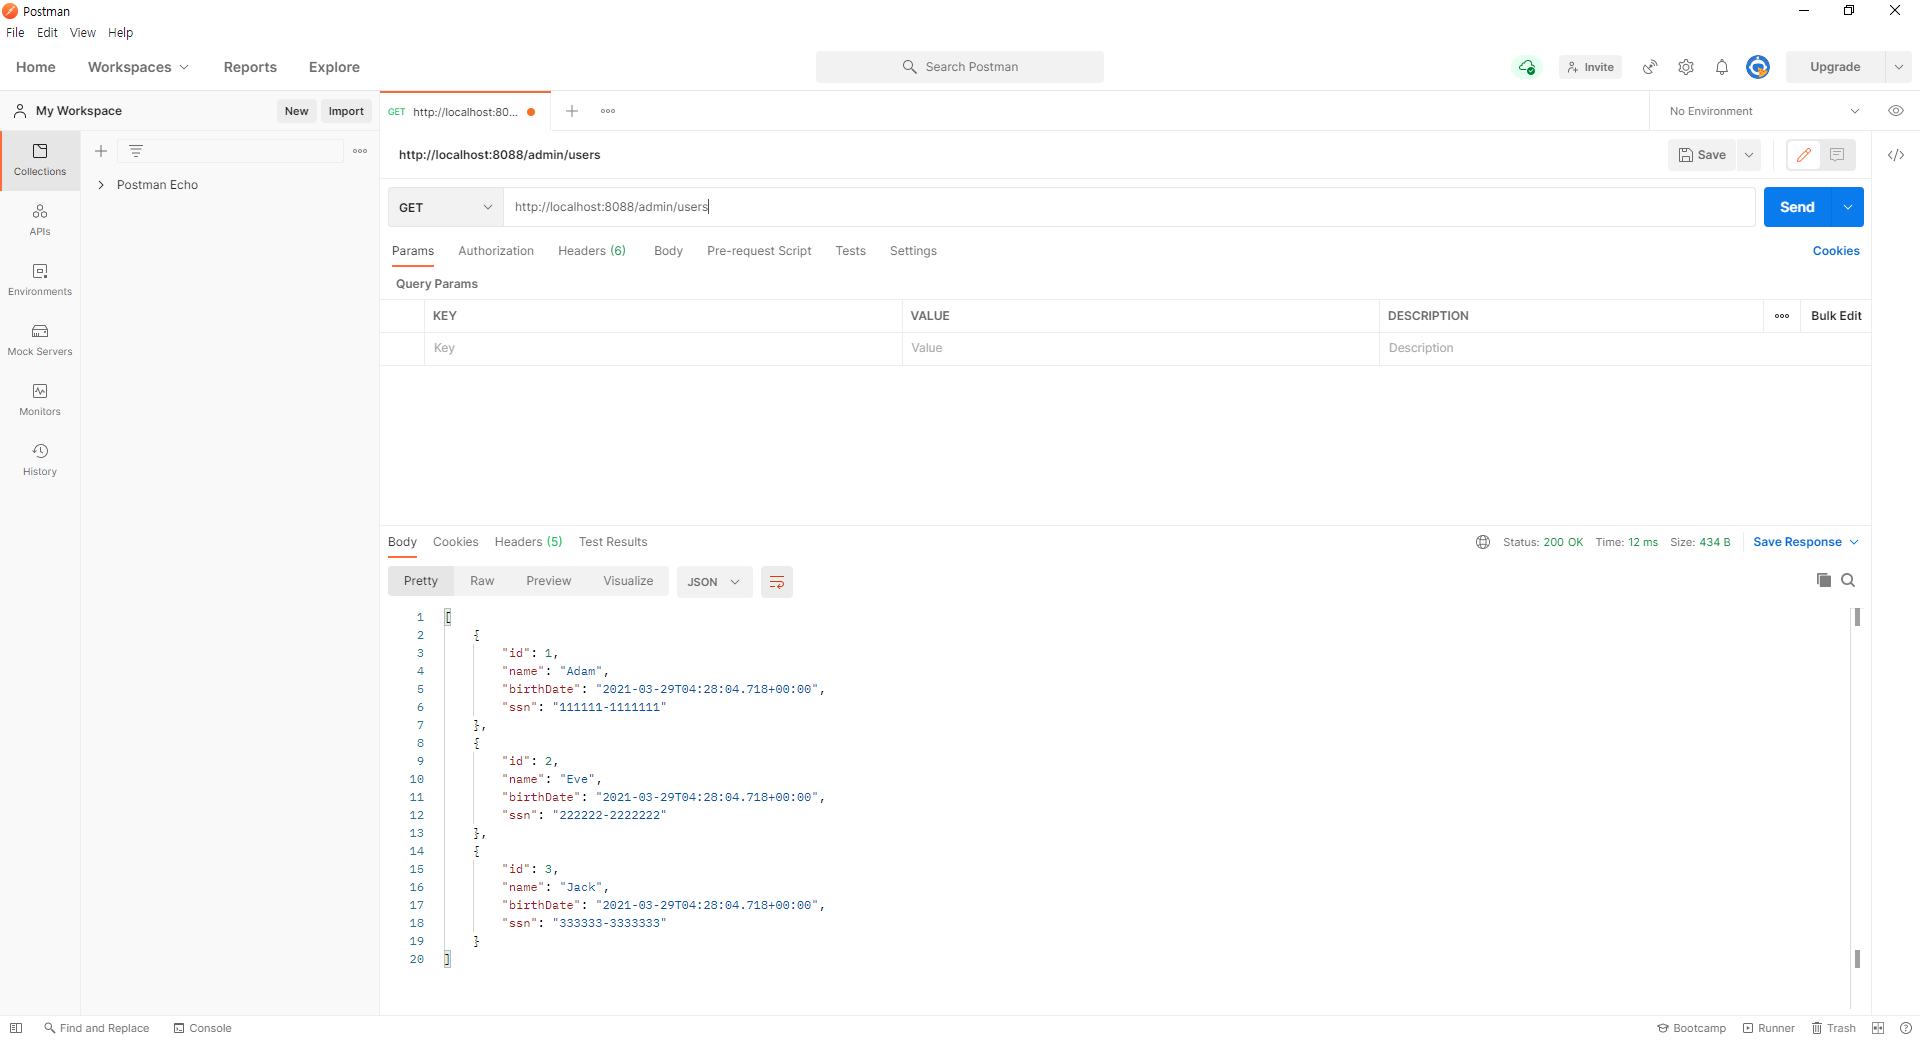 Postman
File Edit View Help
Home Workspaces Reports Explore Search Postman Invite Upgrade
My Workspace New Import GET http://localhost:80... No Environment
http://localhost:8088/admin/users Save
Collections
Postman Echo
GET http://localhost:8088/admin/users Send
APIs
Params Authorization Headers (6) Body Pre-request Script Tests Settings Cookies
Query Params
Environments
KEY VALUE DESCRIPTION Bulk Edit
Key Value Description
Mock Servers
Monitors
History
Body Cookies Headers (5) Test Results Status: 200 OK Time: 12 ms Size: 434 B Save Response
Pretty Raw Preview Visualize JSON
1 [
2 {
3 "id": 1,
4 "name": "Adam",
5 "birthDate": "2021-03-29T04:28:04.718+00:00",
6 "ssn": "111111-1111111"
7 },
8 {
9 "id": 2,
10 "name": "Eve",
11 "birthDate": "2021-03-29T04:28:04.718+00:00",
12 "ssn": "222222-2222222"
13 },
14 {
15 "id": 3,
16 "name": "Jack",
17 "birthDate": "2021-03-29T04:28:04.718+00:00",
18 "ssn": "333333-3333333"
19 }
20 ]
Find and Replace Console Bootcamp Runner Trash